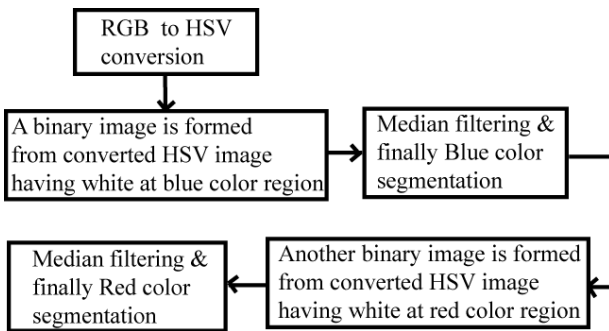 RGB to HSV
conversion
A binary image is formed
from converted HSV image
having white at blue color region
Median filtering &
finally Blue color
segmentation
Another binary image is formed
from converted HSV image
having white at red color region
Median filtering &
finally Red color
segmentation